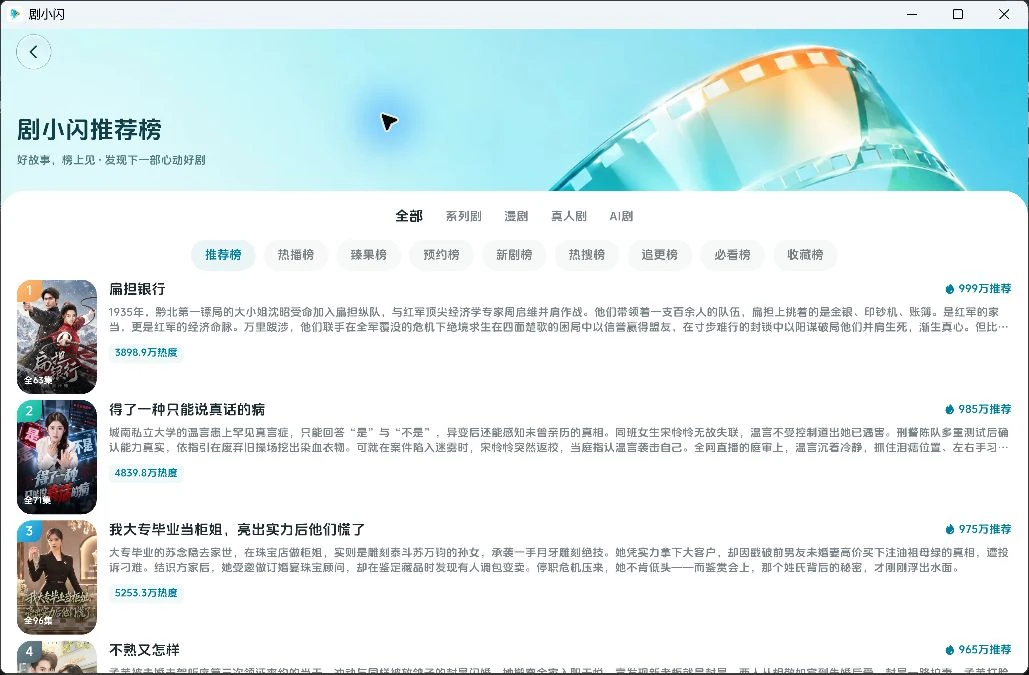 剧小闪
剧小闪推荐榜
好故事，榜上见 · 发现下一部心动好剧
全部 系列剧 漫剧 真人剧 AI剧
推荐榜 热播榜 臻果榜 预约榜 新剧榜 热搜榜 追更榜 必看榜 收藏榜
1
全63集
扁担银行
999万推荐
1935年，黔北第一镖局的大小姐沈昭受命加入扁担纵队，与红军顶尖经济学专家周启维并肩作战。他们带领着一支百余人的队伍，扁担上挑着的是金银、印钞机、账簿。是红军的家
当，更是红军的经济命脉。万里跋涉，他们联手在全军覆没的危机下绝境求生在四面楚歌的困局中以信誉赢得盟友，在寸步难行的封锁中以阳谋破局他们并肩生死，渐生真心。但比…
3898.9万热度
2
全71集
得了一种只能说真话的病
985万推荐
城南私立大学的温言患上罕见真言症，只能回答“是”与“不是”，异变后还能感知未曾亲历的真相。同班女生宋怜怜无故失联，温言不受控制道出她已遇害。刑警陈队多重测试后确
认能力真实，依指引在废弃旧操场挖出染血衣物。可就在案件陷入迷雾时，宋怜怜突然返校，当庭指认温言袭击自己。全网直播的庭审上，温言沉着冷静，抓住泪痣位置、左右手习…
4839.8万热度
3
全96集
我大专毕业当柜姐，亮出实力后他们慌了
975万推荐
大专毕业的苏念隐去家世，在珠宝店做柜姐，实则是雕刻泰斗苏万钧的孙女，承袭一手月牙雕刻绝技。她凭实力拿下大客户，却因戳破前男友未婚妻高价买下注油祖母绿的真相，遭投
诉刁难。结识方家后，她受邀做订婚宴珠宝顾问，却在鉴定藏品时发现有人调包变卖。停职危机压来，她不肯低头——而鉴赏会上，那个姓氏背后的秘密，才刚刚浮出水面。
5253.3万热度
4
不熟又怎样
965万推荐